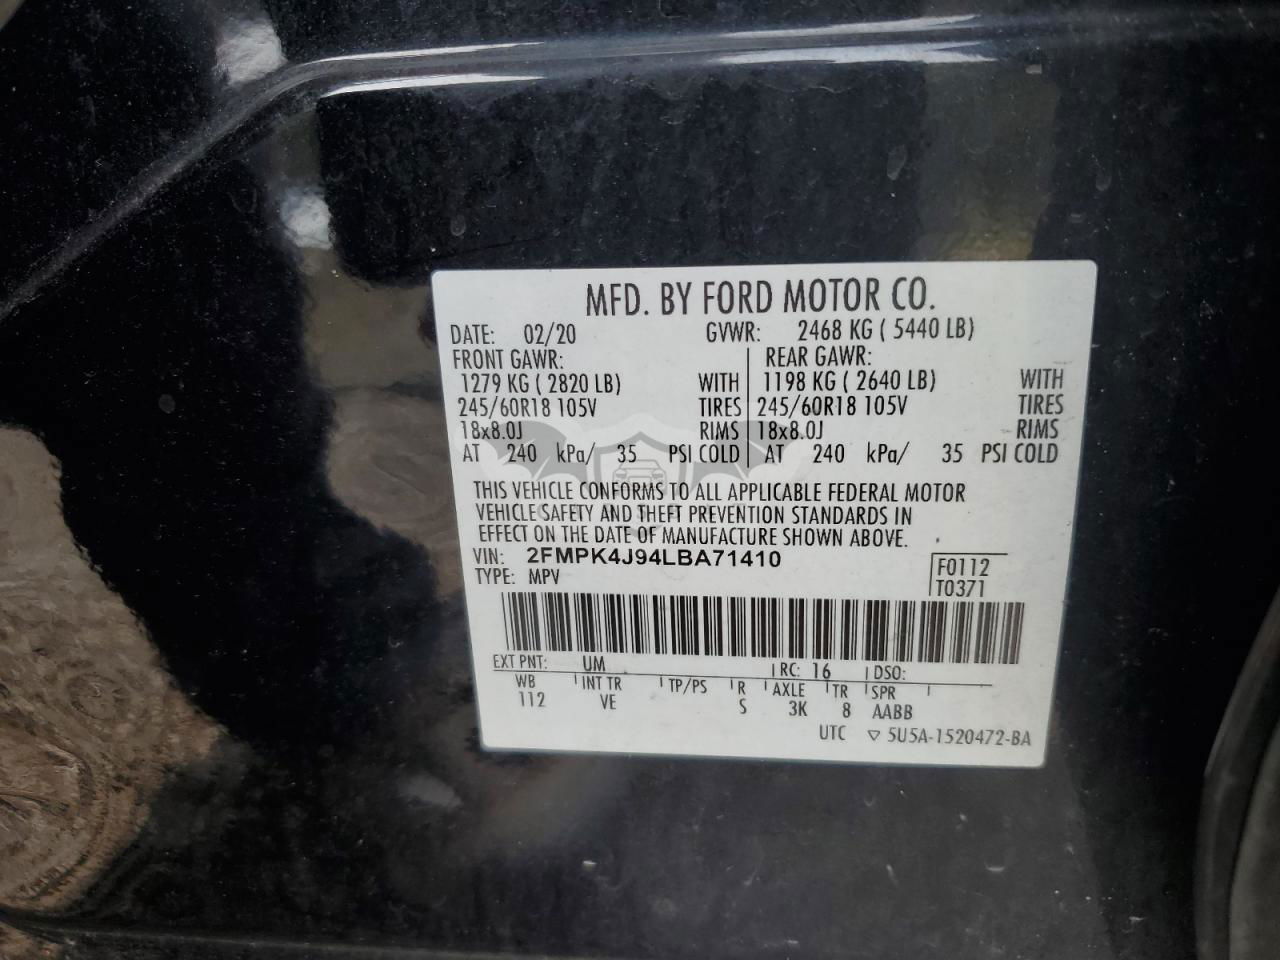 MFD. BY FORD MOTOR CO.
DATE: 02/20 GVWR: 2468 KG ( 5440 LB)
FRONT GAWR: REAR GAWR:
1279 KG ( 2820 LB) WITH 1198 KG ( 2640 LB) WITH
245/60R18 105V TIRES 245/60R18 105V TIRES
18x8.0J RIMS 18x8.0J RIMS
AT 240 kPa/ 35 PSI COLD AT 240 kPa/ 35 PSI COLD
THIS VEHICLE CONFORMS TO ALL APPLICABLE FEDERAL MOTOR
VEHICLE SAFETY AND THEFT PREVENTION STANDARDS IN
EFFECT ON THE DATE OF MANUFACTURE SHOWN ABOVE.
VIN: 2FMPK4J94LBA71410
TYPE: MPV
F0112
T0371
EXT PNT: UM RC: 16 DSO:
WB INT TR TP/PS R AXLE TR SPR
112 VE S 3K 8 AABB
UTC ▽ 5U5A-1520472-BA